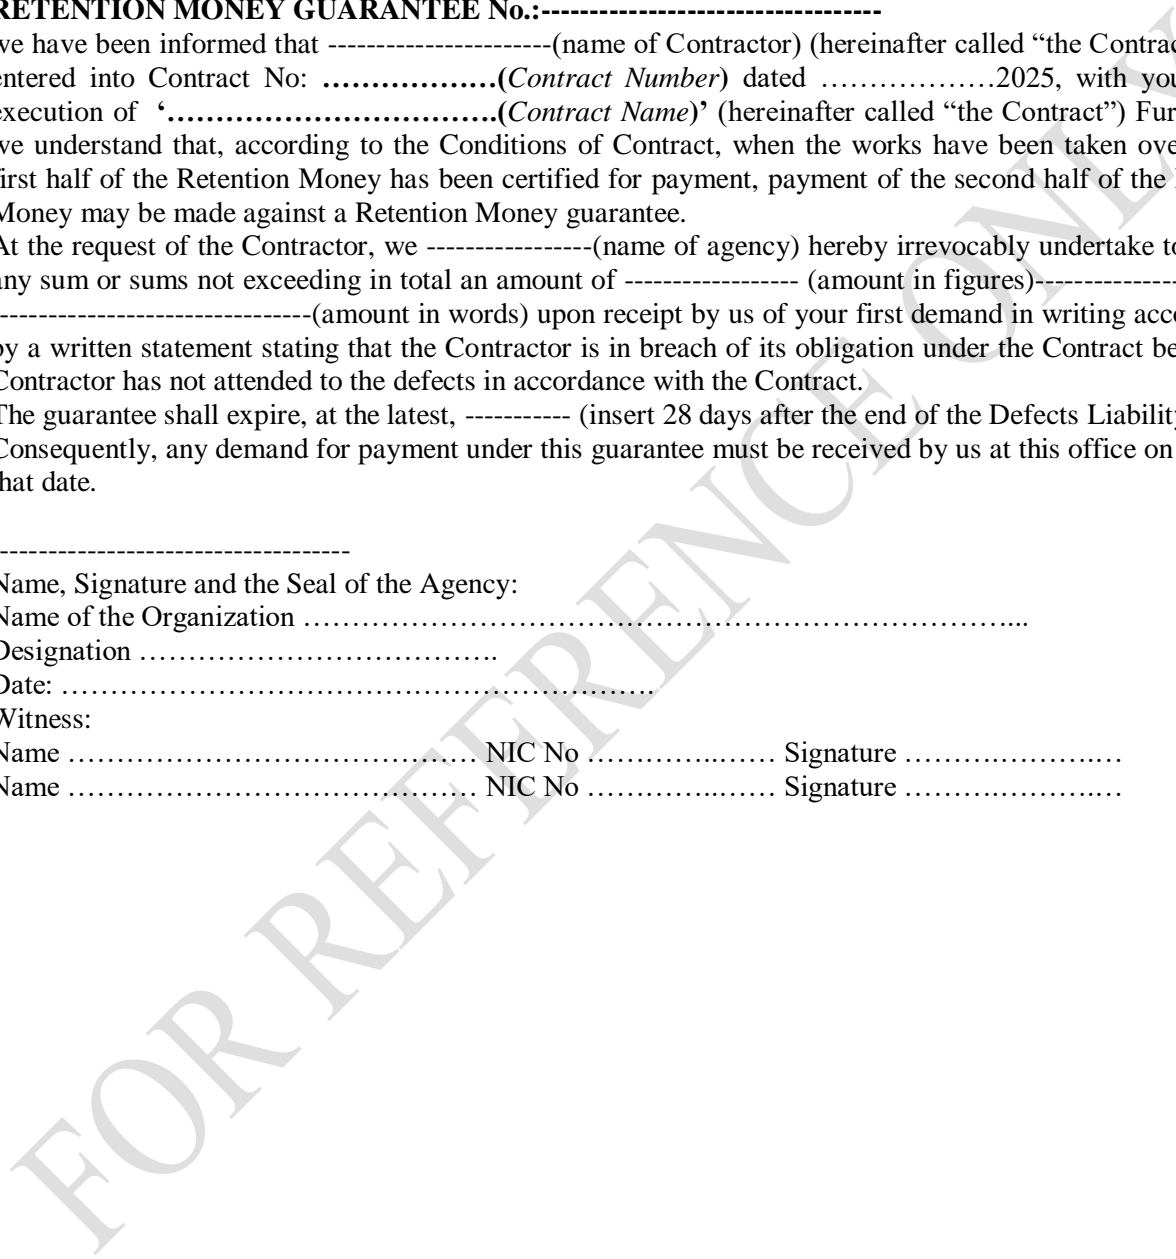 RETENTION MONEY GUARANTEE No.:-----------------------------------
we have been informed that -----------------------(name of Contractor) (hereinafter called “the Contrac
entered into Contract No: ………………(Contract Number) dated ………………2025, with you
execution of ‘…………………………….(Contract Name)’ (hereinafter called “the Contract”) Fur
we understand that, according to the Conditions of Contract, when the works have been taken ove
first half of the Retention Money has been certified for payment, payment of the second half of the
Money may be made against a Retention Money guarantee.
At the request of the Contractor, we -----------------(name of agency) hereby irrevocably undertake to
any sum or sums not exceeding in total an amount of ------------------ (amount in figures)---------------
---------------------------------(amount in words) upon receipt by us of your first demand in writing acc
by a written statement stating that the Contractor is in breach of its obligation under the Contract be
Contractor has not attended to the defects in accordance with the Contract.
The guarantee shall expire, at the latest, ----------- (insert 28 days after the end of the Defects Liability
Consequently, any demand for payment under this guarantee must be received by us at this office on
that date.
-------------------------------------
Name, Signature and the Seal of the Agency:
Name of the Organization ………………………………………………………………...
Designation ……………………………….
Date: …………………………………………………….
Witness:
Name …………………………………… NIC No …………..…… Signature ……….……….…
Name …………………………………… NIC No …………..…… Signature ……….……….…
FOR REFERENCE ONLY